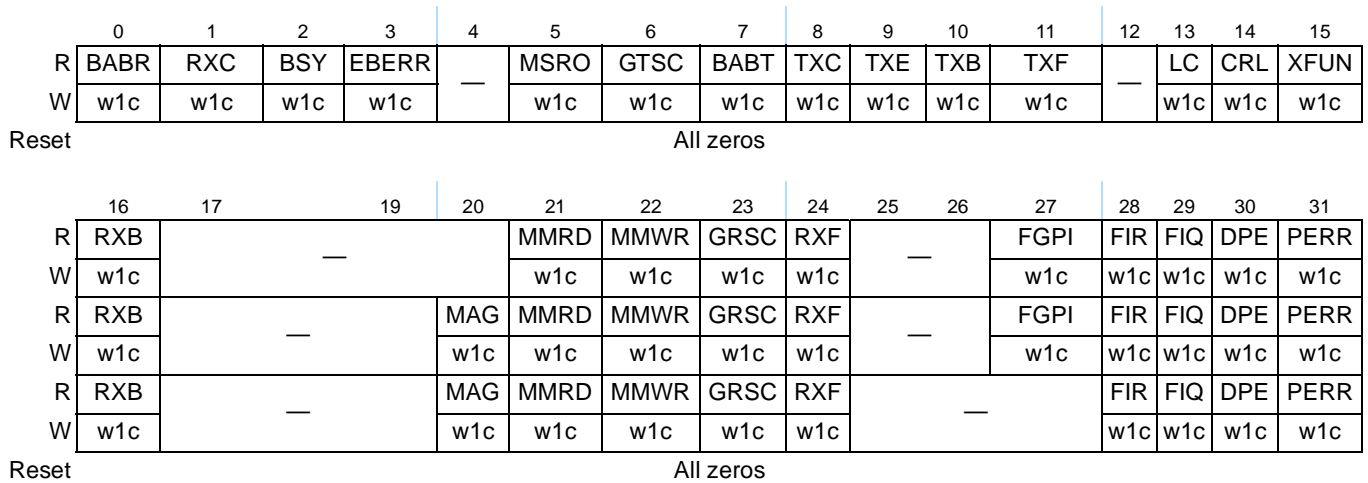 0 1 2 3 4 5 6 7 8 9 10 11 12 13 14 15
R BABR RXC BSY EBERR — MSRO GTSC BABT TXC TXE TXB TXF — LC CRL XFUN
W w1c w1c w1c w1c w1c w1c w1c w1c w1c w1c w1c w1c w1c w1c
Reset All zeros
16 17 19 20 21 22 23 24 25 26 27 28 29 30 31
R RXB — MMRD MMWR GRSC RXF — FGPI FIR FIQ DPE PERR
W w1c w1c w1c w1c w1c w1c w1c w1c w1c w1c
R RXB — MAG MMRD MMWR GRSC RXF — FGPI FIR FIQ DPE PERR
W w1c w1c w1c w1c w1c w1c w1c w1c w1c w1c w1c
R RXB — MAG MMRD MMWR GRSC RXF — FIR FIQ DPE PERR
W w1c w1c w1c w1c w1c w1c w1c w1c w1c w1c
Reset All zeros